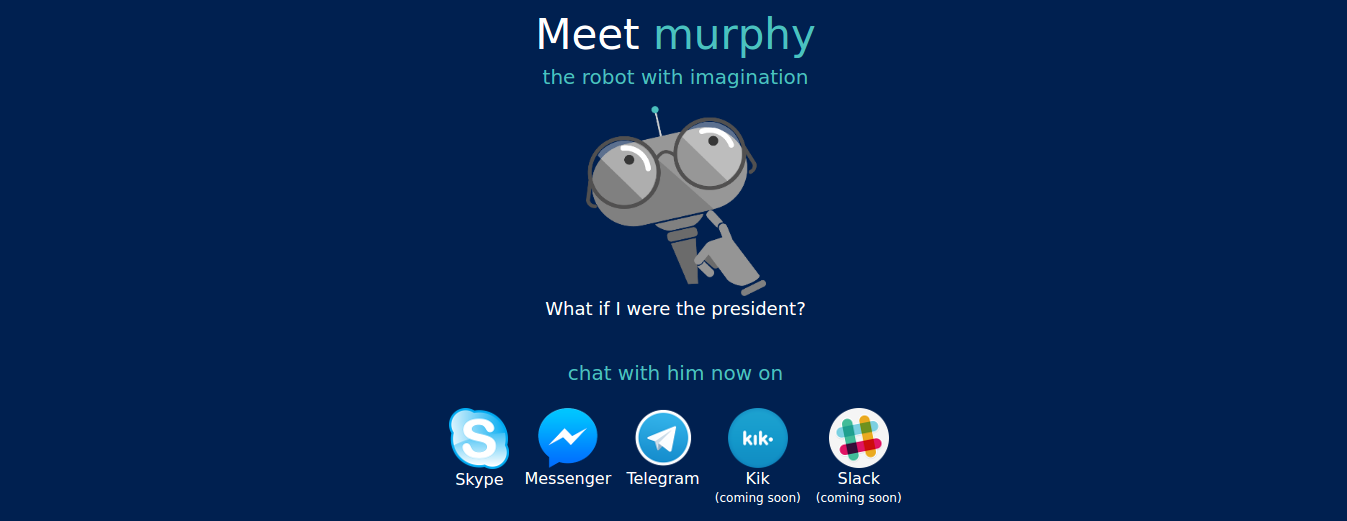 Meet murphy
the robot with imagination
What if I were the president?
chat with him now on
S
kik
Skype Messenger Telegram Kik Slack
(coming soon) (coming soon)